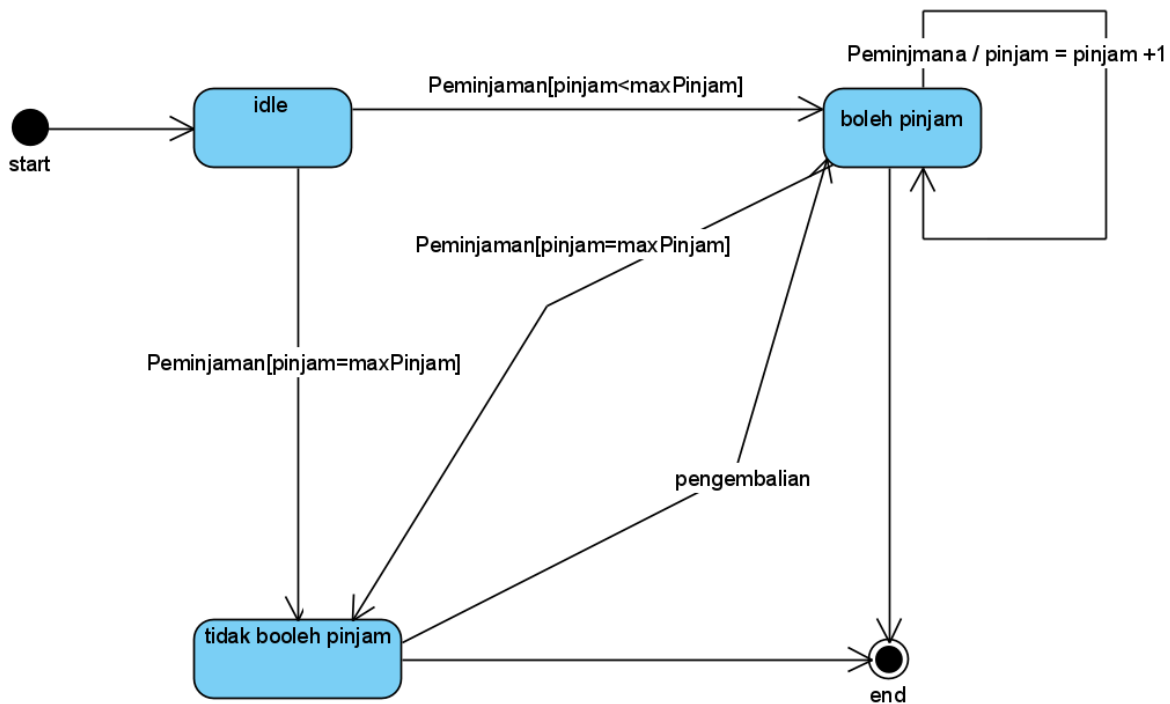 Peminjmana / pinjam = pinjam +1
Peminjaman[pinjam<maxPinjam]
idle
boleh pinjam
start
Peminjaman[pinjam=maxPinjam]
Peminjaman[pinjam=maxPinjam]
pengembalian
tidak booleh pinjam
end